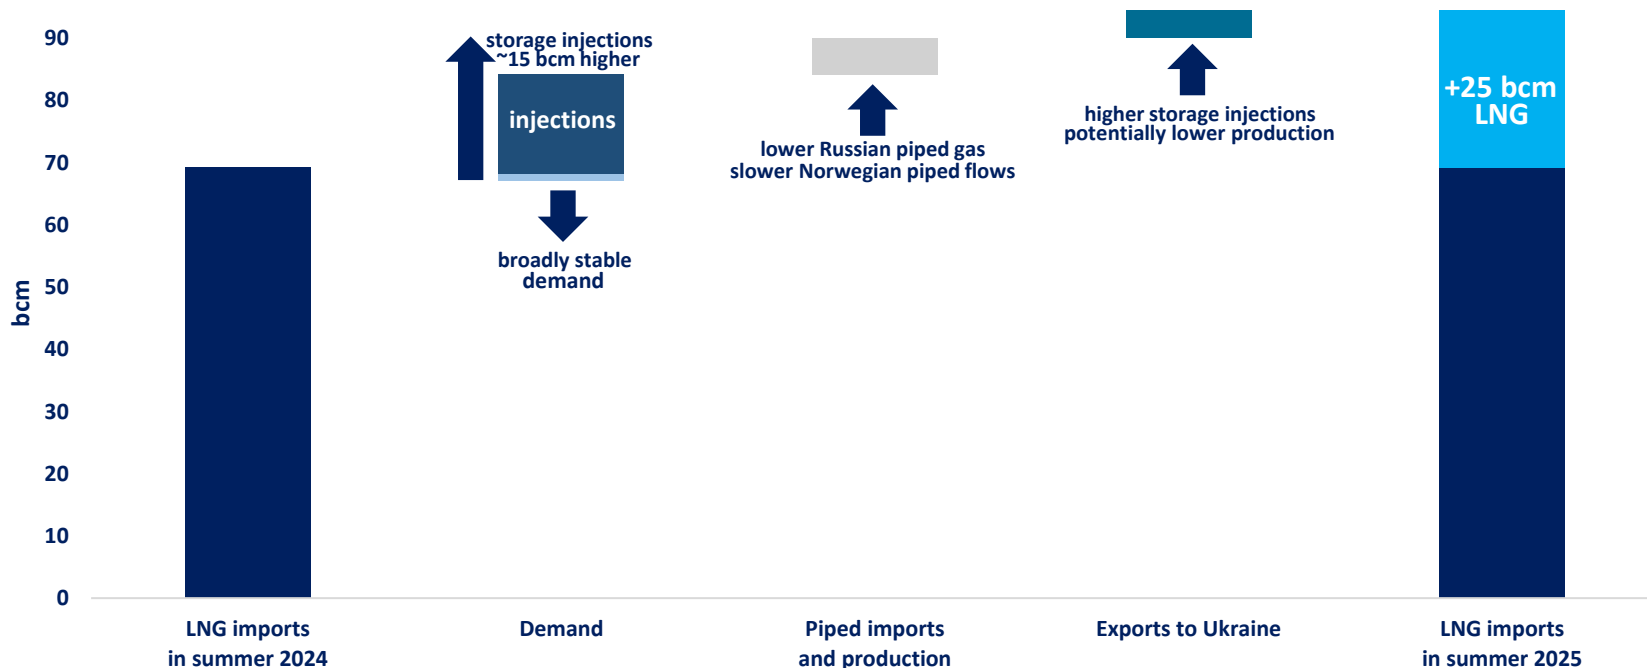 90
80
70
60
50
40
30
20
10
0
bcm
storage injections
~15 bcm higher
injections
broadly stable
demand
lower Russian piped gas
slower Norwegian piped flows
higher storage injections
potentially lower production
+25 bcm
LNG
LNG imports
in summer 2024
Demand
Piped imports
and production
Exports to Ukraine
LNG imports
in summer 2025